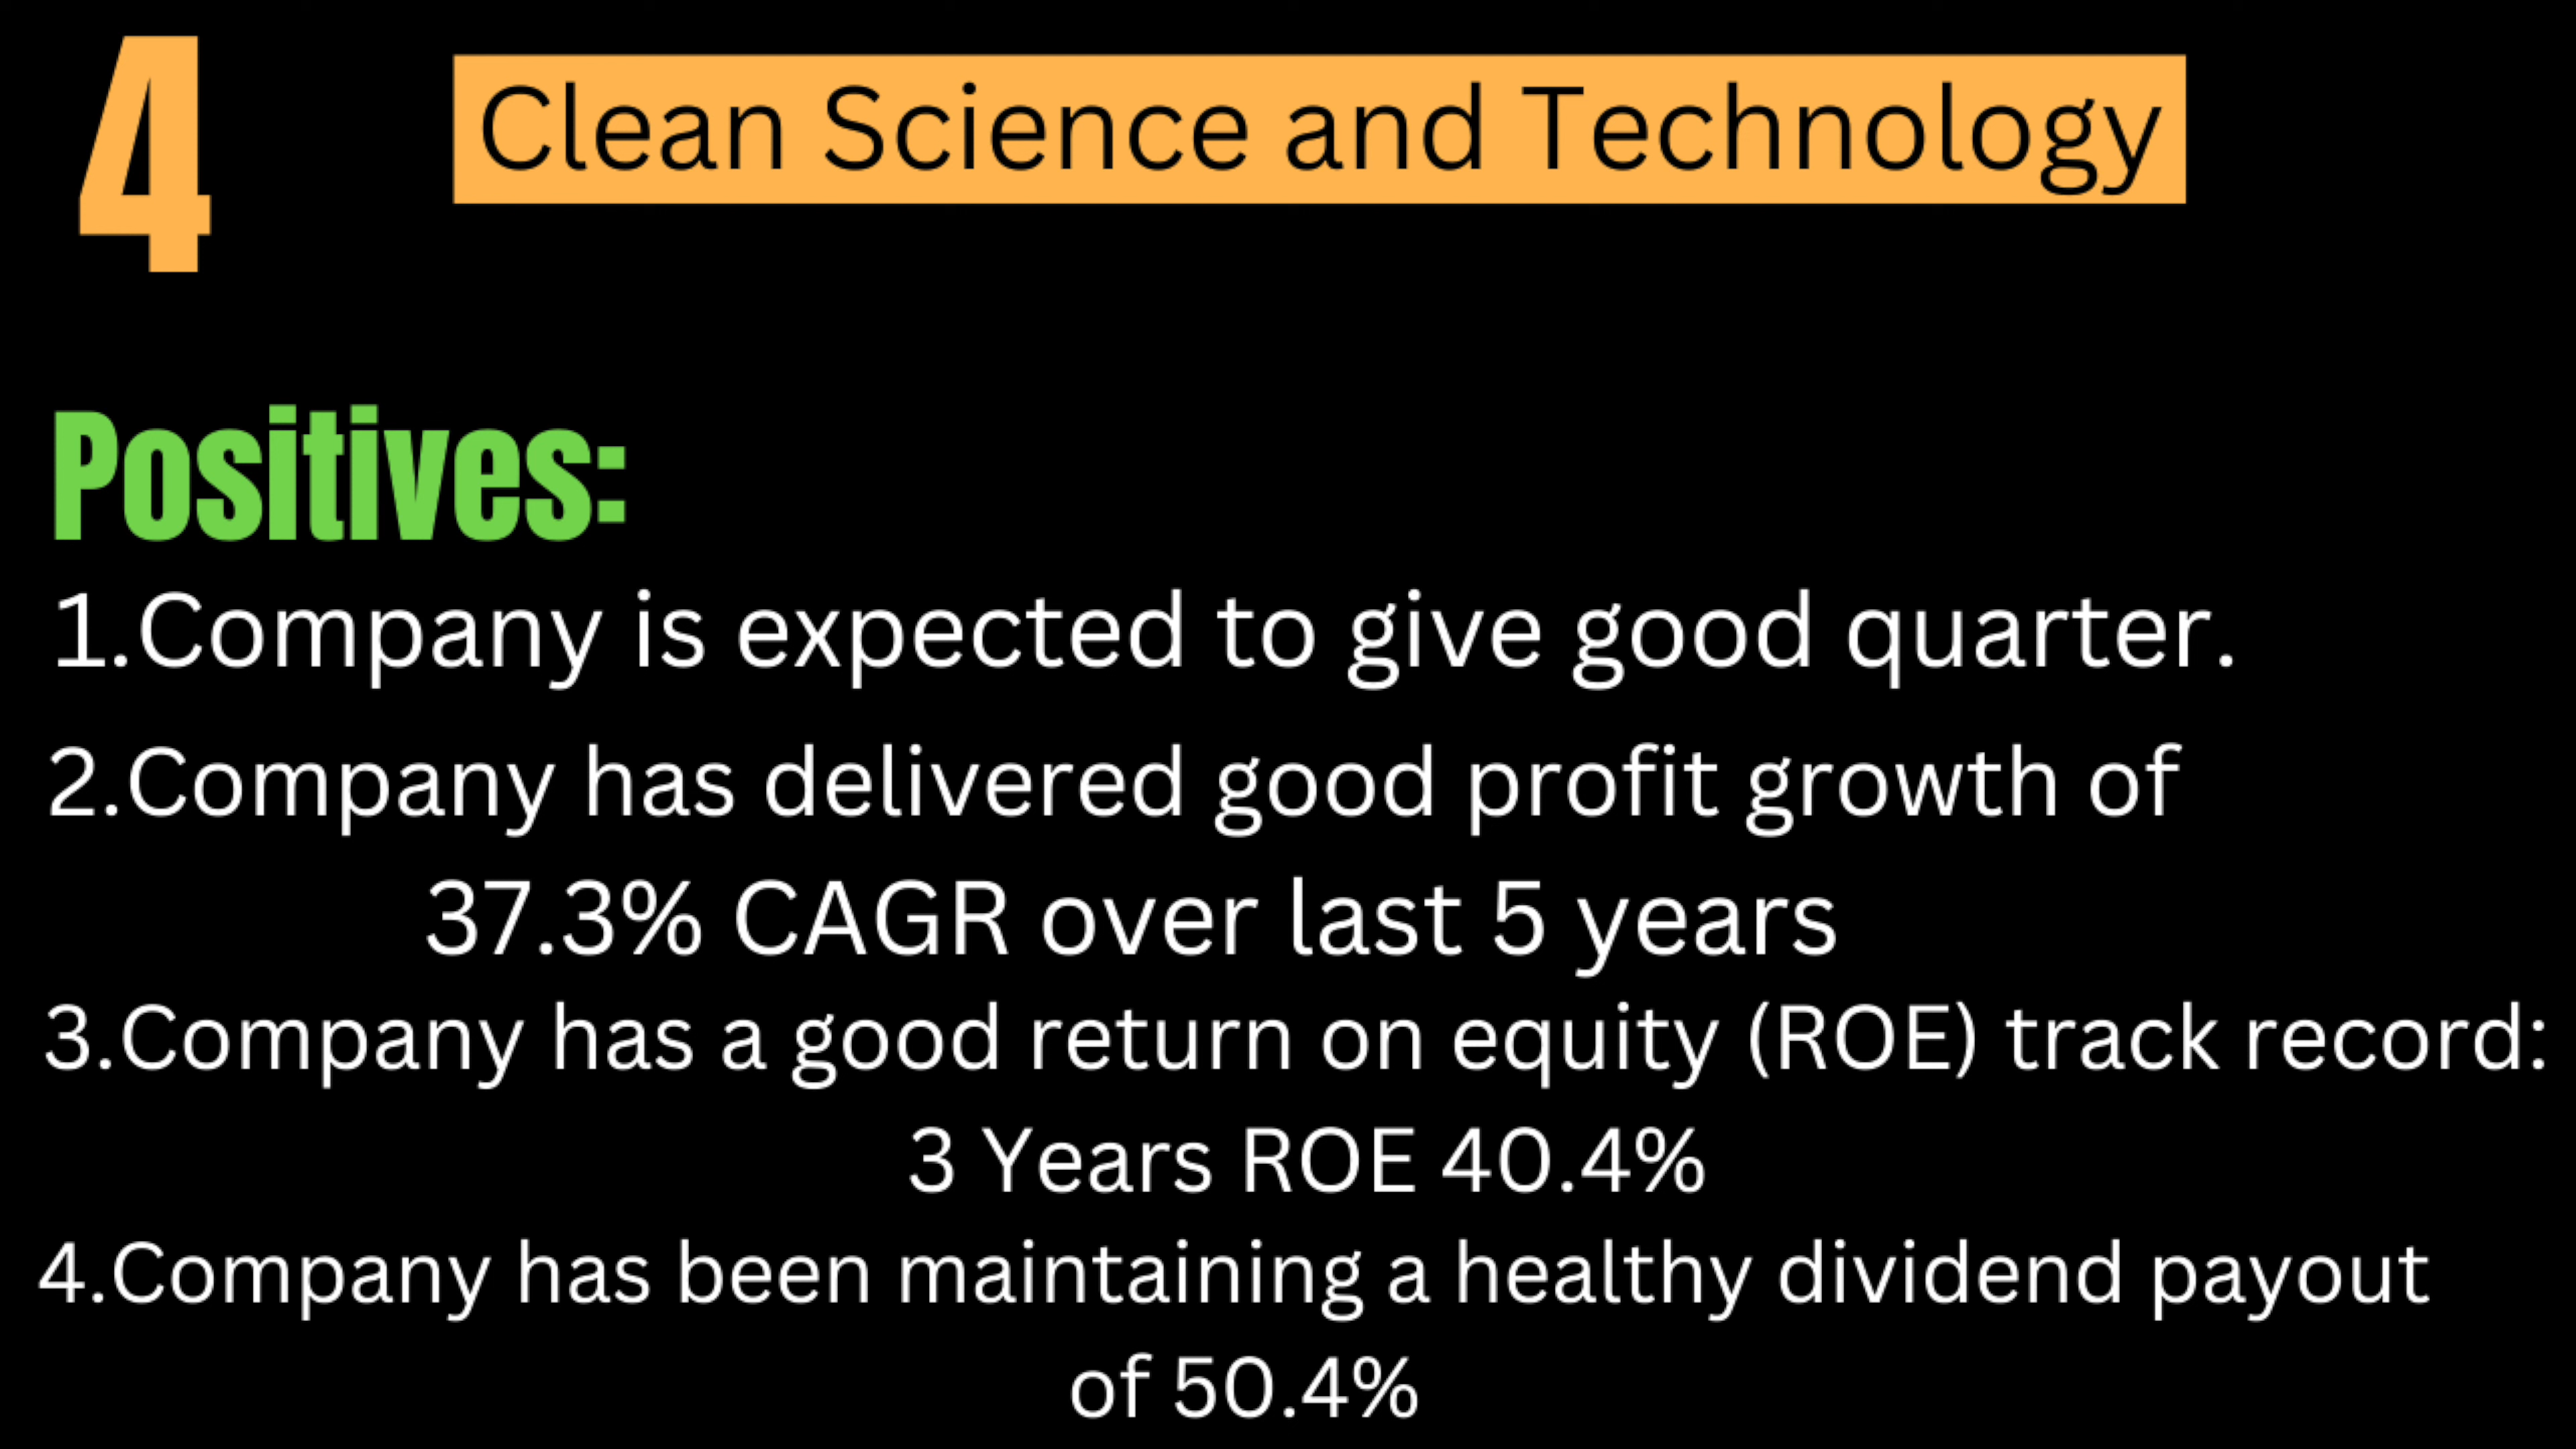 4
Clean Science and Technology
Positives:
1.Company is expected to give good quarter.
2.Company has delivered good profit growth of
37.3% CAGR over last 5 years
3.Company has a good return on equity (ROE) track record:
3 Years ROE 40.4%
4.Company has been maintaining a healthy dividend payout
of 50.4%